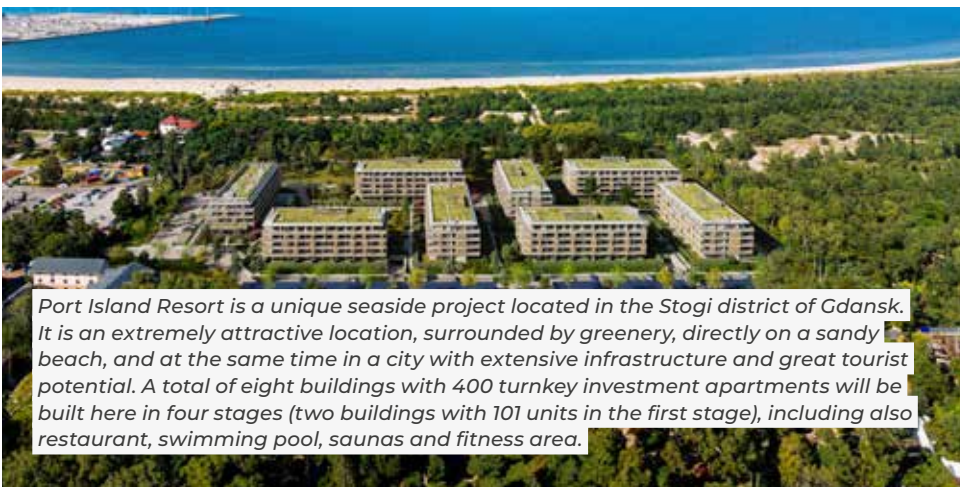 Port Island Resort is a unique seaside project located in the Stogi district of Gdansk.
It is an extremely attractive location, surrounded by greenery, directly on a sandy
beach, and at the same time in a city with extensive infrastructure and great tourist
potential. A total of eight buildings with 400 turnkey investment apartments will be
built here in four stages (two buildings with 101 units in the first stage), including also
restaurant, swimming pool, saunas and fitness area.